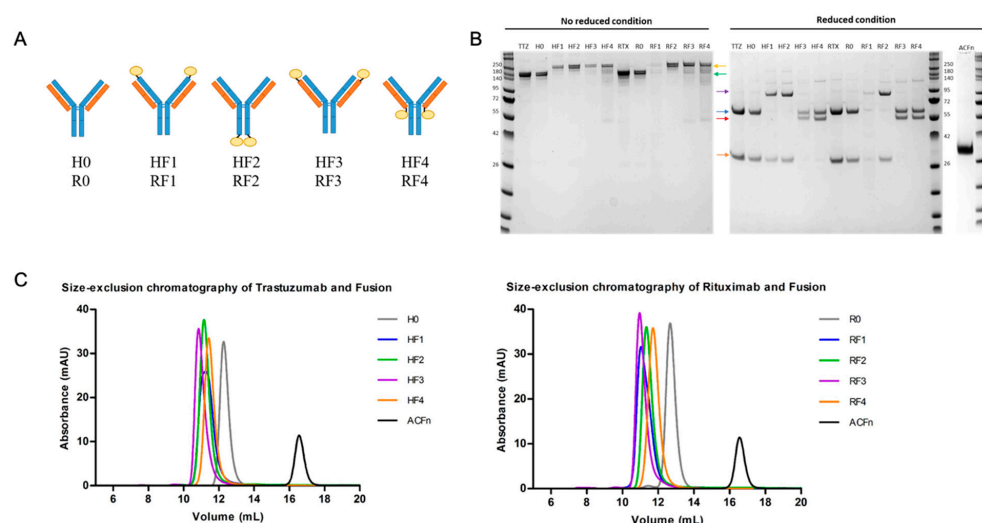 A
H0 HF1 HF2 HF3 HF4
R0 RF1 RF2 RF3 RF4
B
No reduced condition
Reduced condition
TTZ H0 HF1 HF2 HF3 HF4 RTX R0 RF1 RF2 RF3 RF4
TTZ H0 HF1 HF2 HF3 HF4 RTX R0 RF1 RF2 RF3 RF4
ACFn
250
180
140
95
72
55
42
26
250
180
140
95
72
55
42
26
C
Size-exclusion chromatography of Trastuzumab and Fusion
Absorbance (mAU)
40
30
20
10
0
6 8 10 12 14 16 18 20
Volume (mL)
H0
HF1
HF2
HF3
HF4
ACFn
Size-exclusion chromatography of Rituximab and Fusion
Absorbance (mAU)
40
30
20
10
0
6 8 10 12 14 16 18 20
Volume (mL)
R0
RF1
RF2
RF3
RF4
ACFn